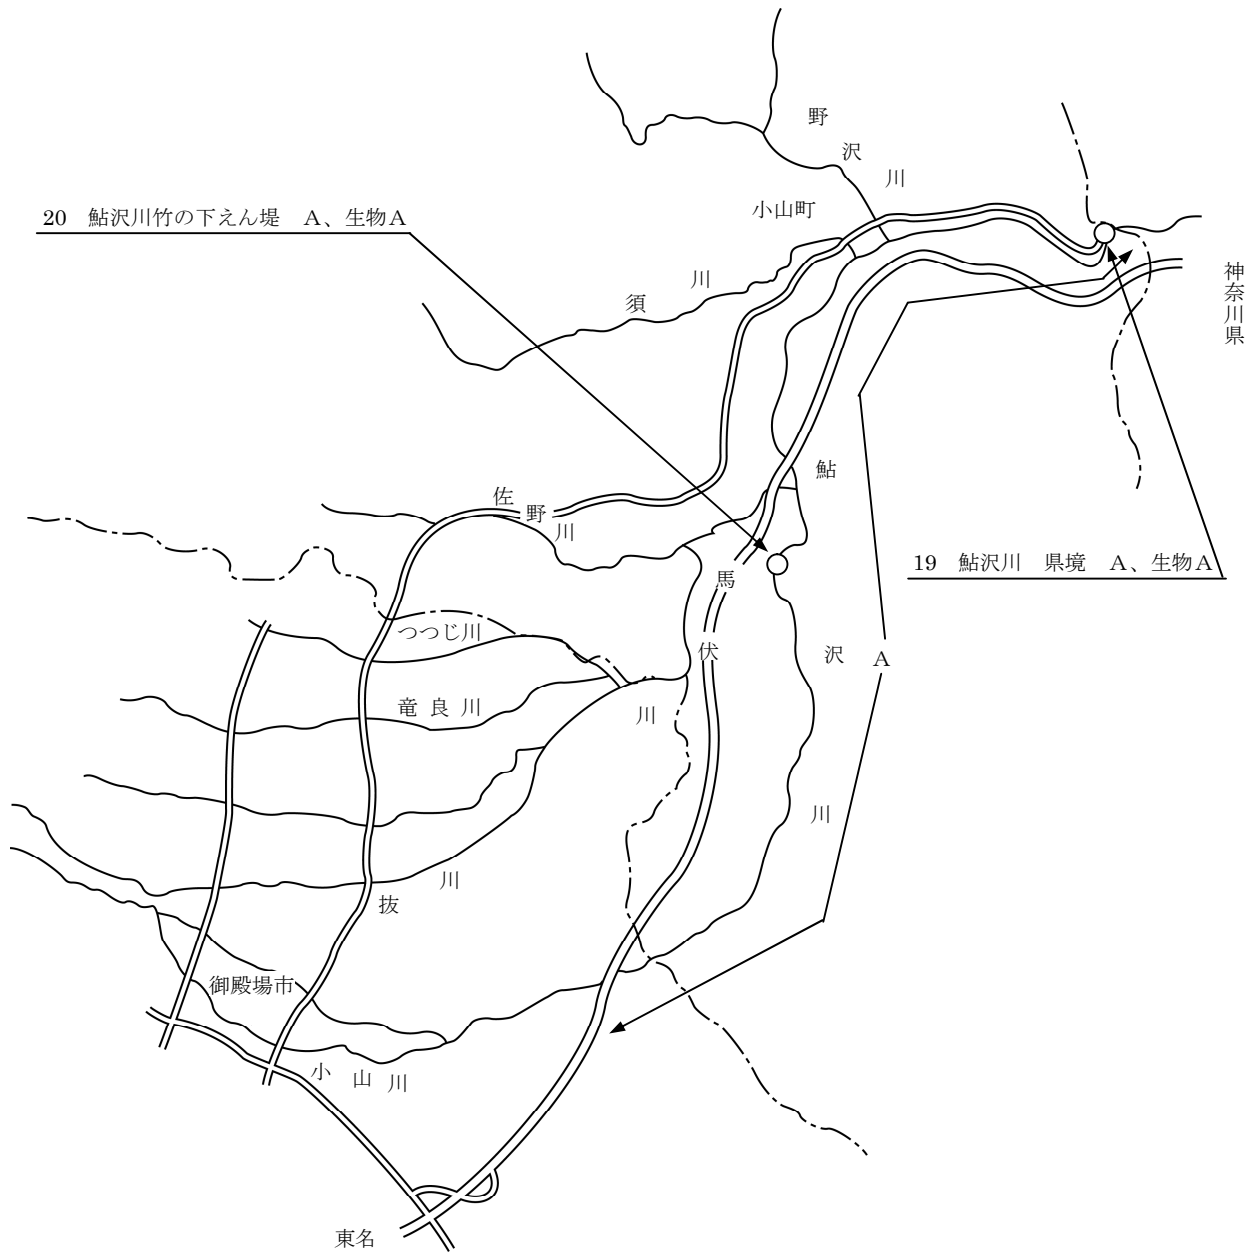 野沢川
小山町
20　鮎沢川竹の下えん堤　Ａ、生物Ａ
須川
神奈川県
鮎沢川
佐野川
19　鮎沢川　県境　Ａ、生物Ａ
馬伏川
つつじ川
Ａ
竜良川
抜川
御殿場市
小山川
東名